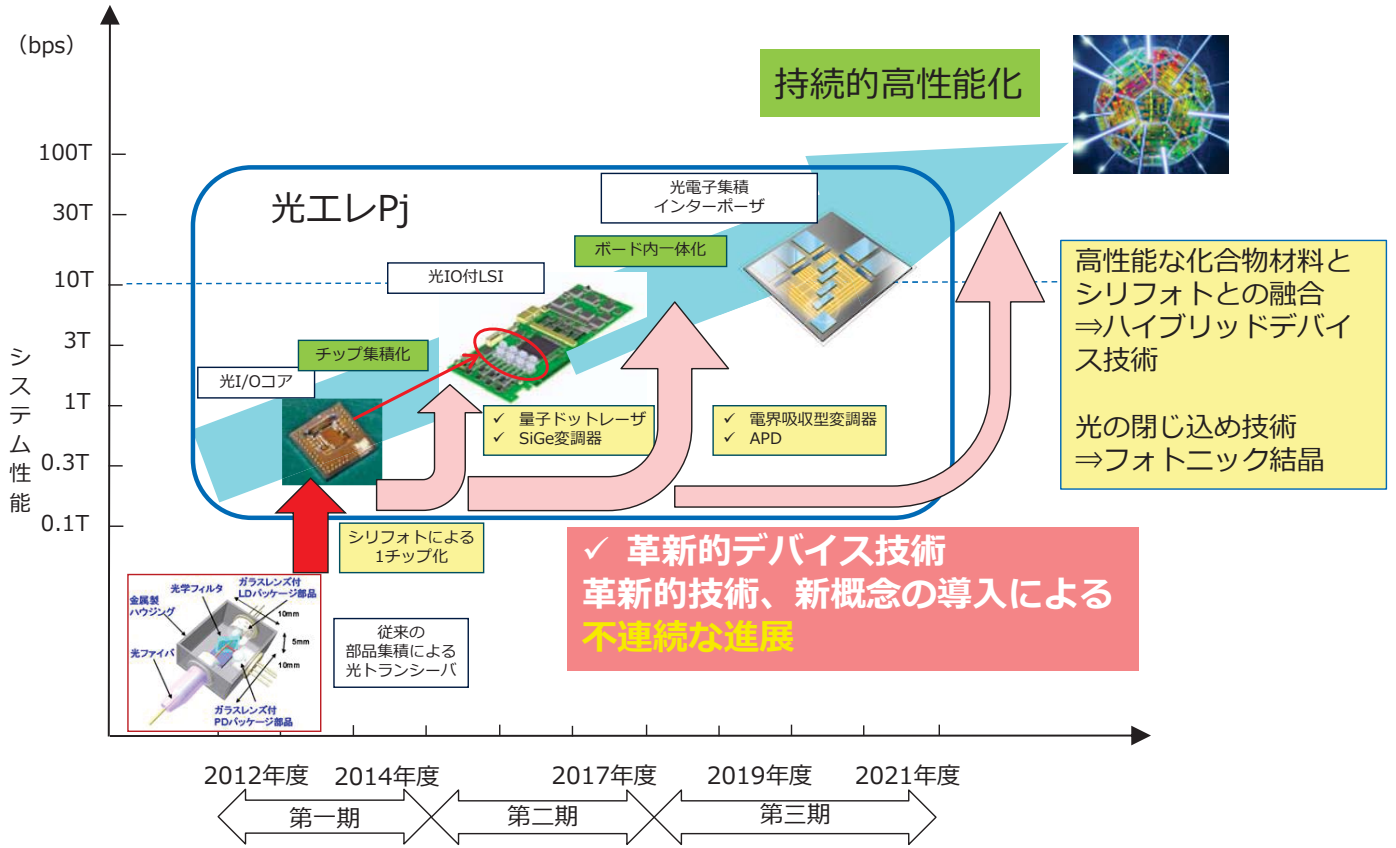 （bps）
100T
30T
10T
3T
1T
0.3T
0.1T
システム性能
持続的高性能化
光エレPj
光電子集積
インターポーザ
ボード内一体化
光IO付LSI
チップ集積化
光I/Oコア
✓ 量子ドットレーザ
✓ SiGe変調器
✓ 電界吸収型変調器
✓ APD
高性能な化合物材料と
シリフォトとの融合
⇒ハイブリッドデバイ
ス技術
光の閉じ込め技術
⇒フォトニック結晶
シリフォトによる
1チップ化
✓ 革新的デバイス技術
革新的技術、新概念の導入による
不連続な進展
ガラスレンズ付
LDパッケージ部品
光学フィルタ
金属製
ハウジング
10mm
5mm
10mm
光ファイバ
ガラスレンズ付
PDパッケージ部品
従来の
部品集積による
光トランシーバ
2012年度
2014年度
2017年度
2019年度
2021年度
第一期
第二期
第三期